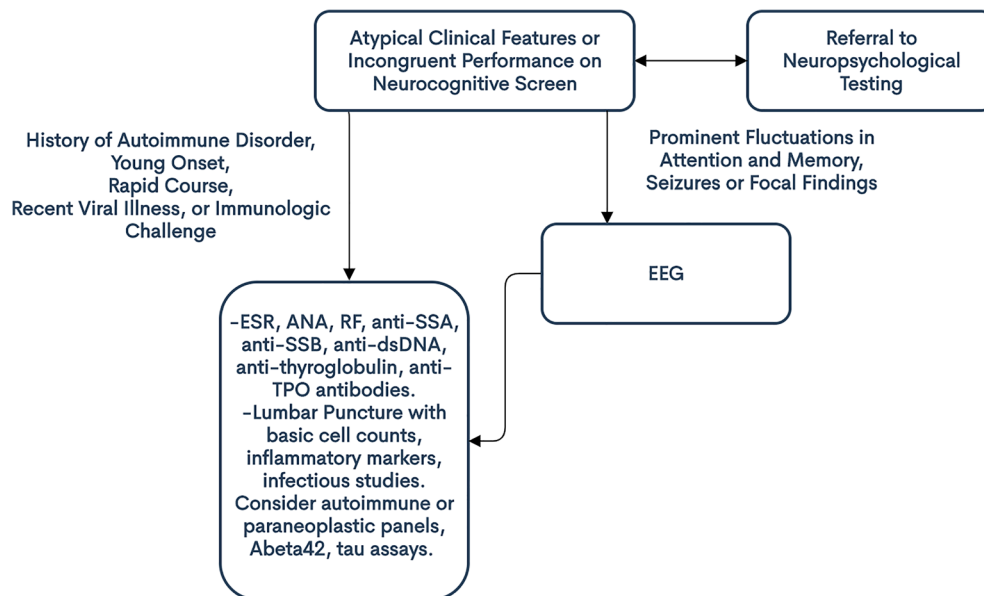 Atypical Clinical Features or
Incongruent Performance on
Neurocognitive Screen
Referral to
Neuropsychological
Testing
History of Autoimmune Disorder,
Young Onset,
Rapid Course,
Recent Viral Illness, or Immunologic
Challenge
Prominent Fluctuations in
Attention and Memory,
Seizures or Focal Findings
EEG
-ESR, ANA, RF, anti-SSA,
anti-SSB, anti-dsDNA,
anti-thyroglobulin, anti-
TPO antibodies.
-Lumbar Puncture with
basic cell counts,
inflammatory markers,
infectious studies.
Consider autoimmune or
paraneoplastic panels,
Abeta42, tau assays.